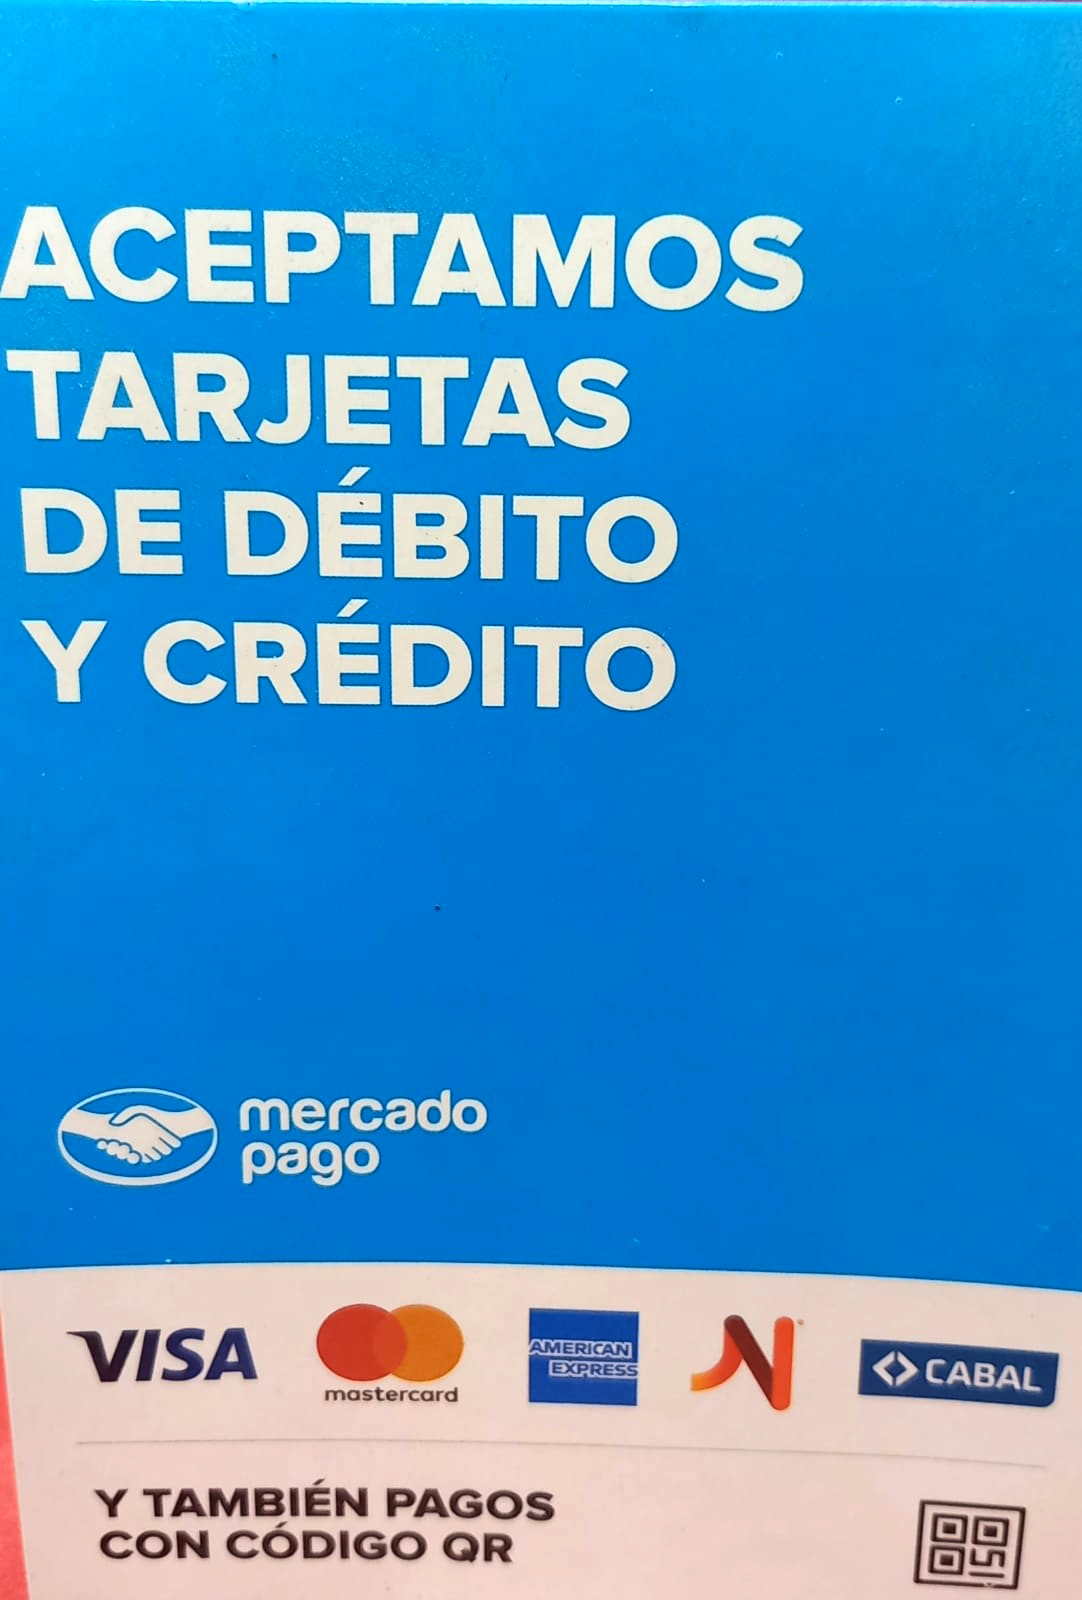 ACEPTAMOS
TARJETAS
DE DÉBITO
Y CRÉDITO
mercado
pago
VISA
mastercard
AMERICAN
EXPRESS
N
CABAL
Y TAMBIÉN PAGOS
CON CÓDIGO QR